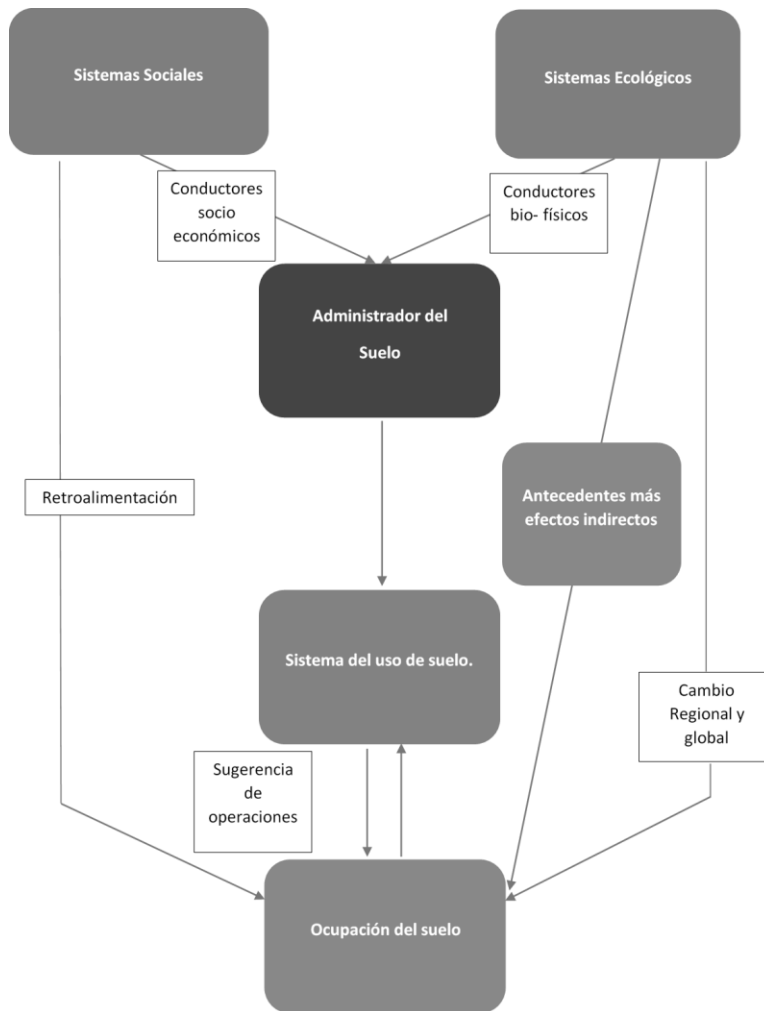 Sistemas Sociales
Sistemas Ecológicos
Conductores
socio
económicos
Conductores
bio- físicos
Administrador del
Suelo
Retroalimentación
Antecedentes más
efectos indirectos
Sistema del uso de suelo.
Cambio
Regional y
global
Sugerencia
de
operaciones
Ocupación del suelo